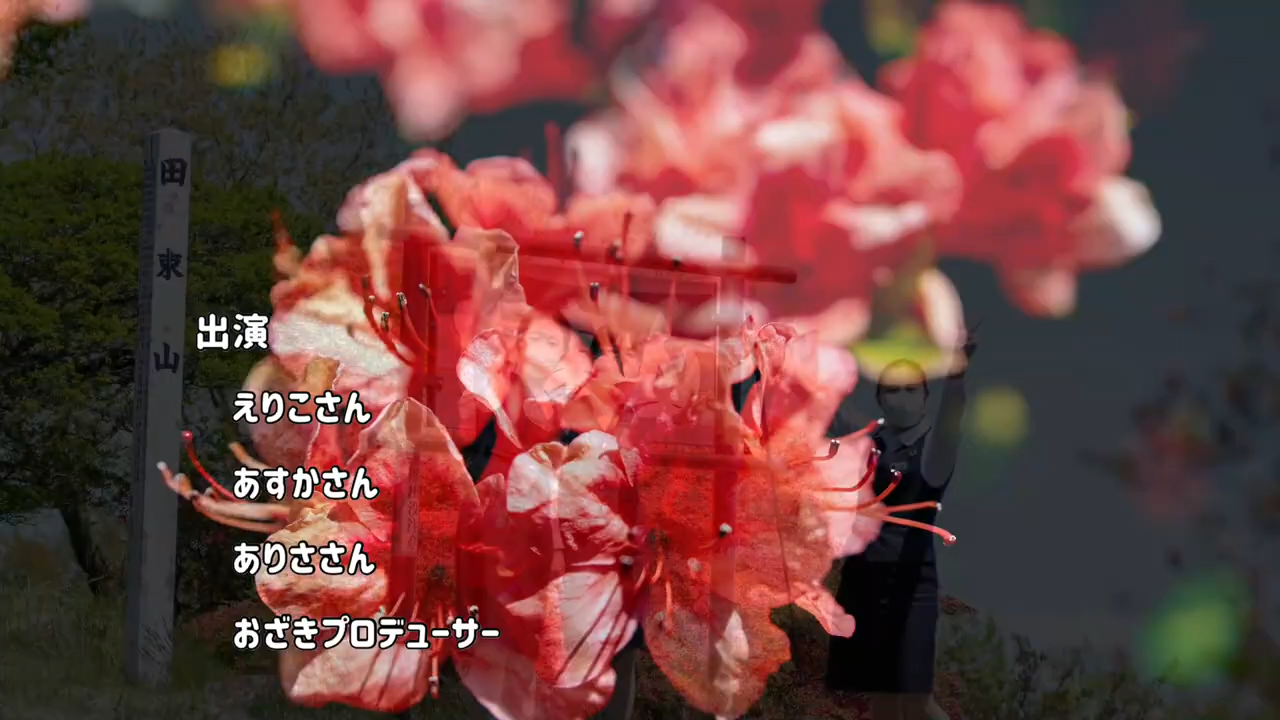 田束山
出演
えりこさん
あすかさん
ありささん
おざきプロデューサー